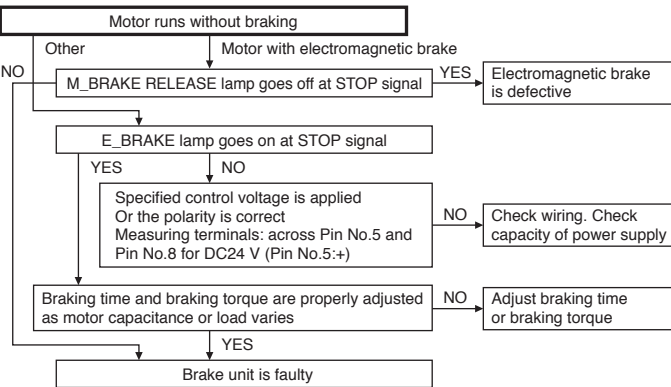 Motor runs without braking
Other
Motor with electromagnetic brake
NO
M_BRAKE RELEASE lamp goes off at STOP signal
YES
Electromagnetic brake
is defective
E_BRAKE lamp goes on at STOP signal
YES
NO
Specified control voltage is applied
Or the polarity is correct
Measuring terminals: across Pin No.5 and
Pin No.8 for DC24 V (Pin No.5:+)
NO
Check wiring. Check
capacity of power supply
Braking time and braking torque are properly adjusted
as motor capacitance or load varies
NO
Adjust braking time
or braking torque
YES
Brake unit is faulty